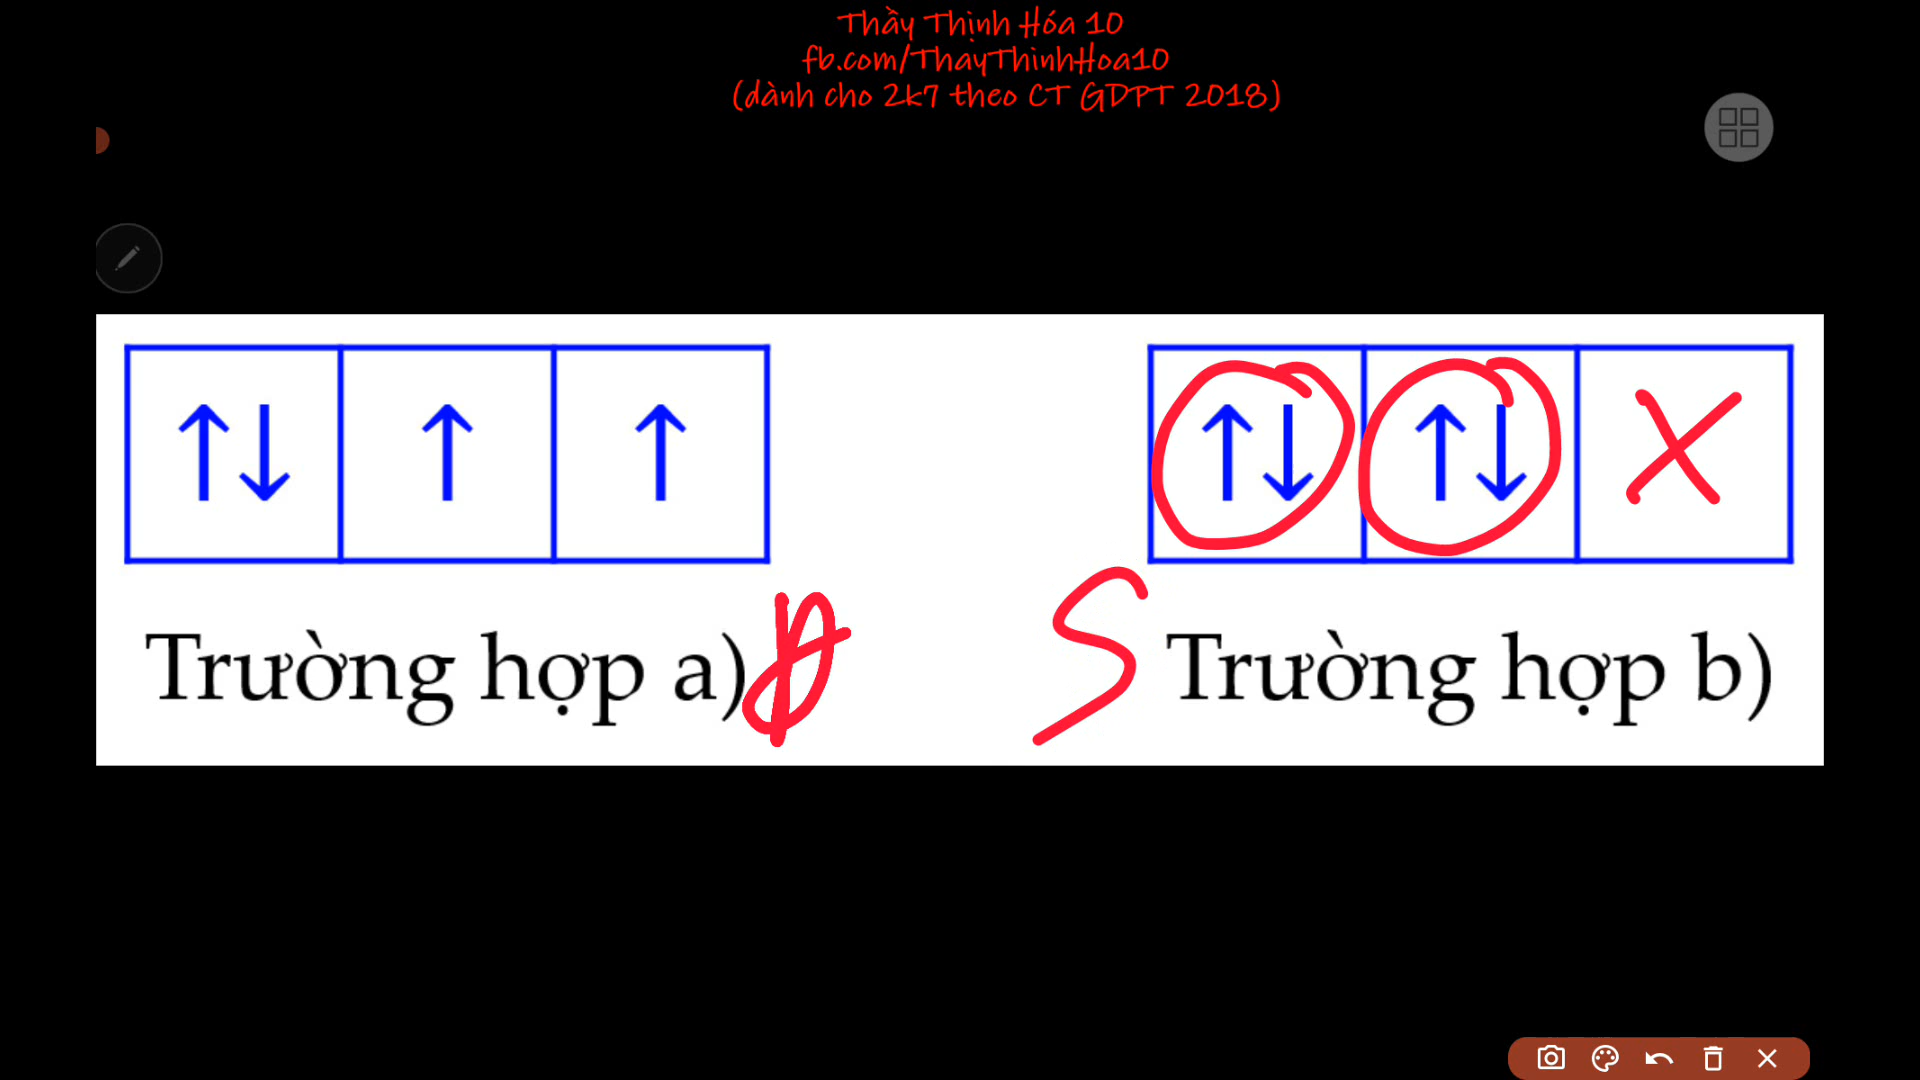 Thầy Thịnh Hóa 10
fb.com/ThayThinhHoa10
(dành cho 2k7 theo CT GDPT 2018)
↑↓ ↑ ↑
↑↓ ↑↓ X
Trường hợp a) Đ
S Trường hợp b)